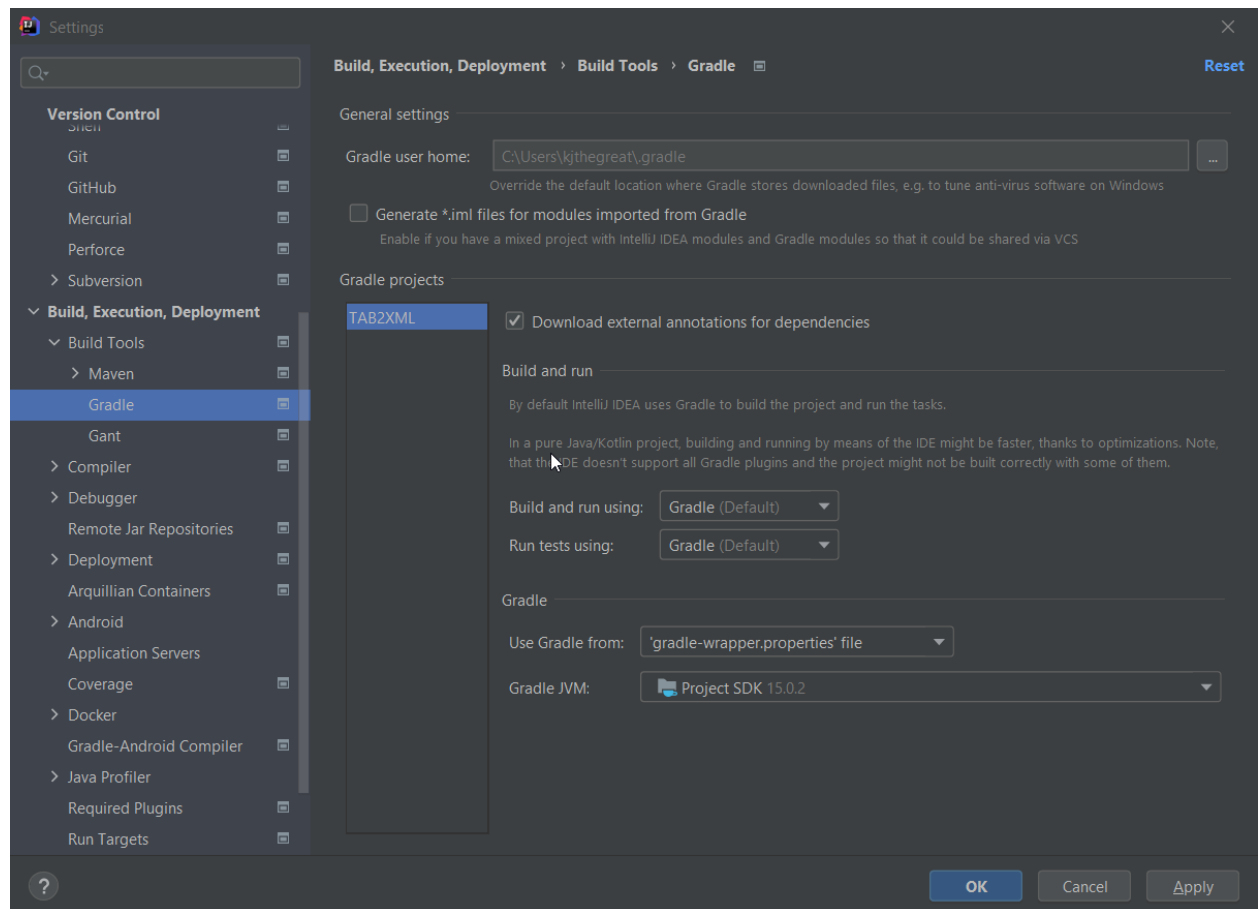 Settings
Build, Execution, Deployment › Build Tools › Gradle
Reset
Version Control
Shell
Git
GitHub
Mercurial
Perforce
Subversion
Build, Execution, Deployment
Build Tools
Maven
Gradle
Gant
Compiler
Debugger
Remote Jar Repositories
Deployment
Arquillian Containers
Android
Application Servers
Coverage
Docker
Gradle-Android Compiler
Java Profiler
Required Plugins
Run Targets
General settings
Gradle user home: C:\Users\kjthegreat\.gradle ...
Override the default location where Gradle stores downloaded files, e.g. to tune anti-virus software on Windows
Generate *.iml files for modules imported from Gradle
Enable if you have a mixed project with IntelliJ IDEA modules and Gradle modules so that it could be shared via VCS
Gradle projects
TAB2XML
Download external annotations for dependencies
Build and run
By default IntelliJ IDEA uses Gradle to build the project and run the tasks.
In a pure Java/Kotlin project, building and running by means of the IDE might be faster, thanks to optimizations. Note,
that the IDE doesn't support all Gradle plugins and the project might not be built correctly with some of them.
Build and run using: Gradle (Default)
Run tests using: Gradle (Default)
Gradle
Use Gradle from: 'gradle-wrapper.properties' file
Gradle JVM: Project SDK 15.0.2
?
OK
Cancel
Apply